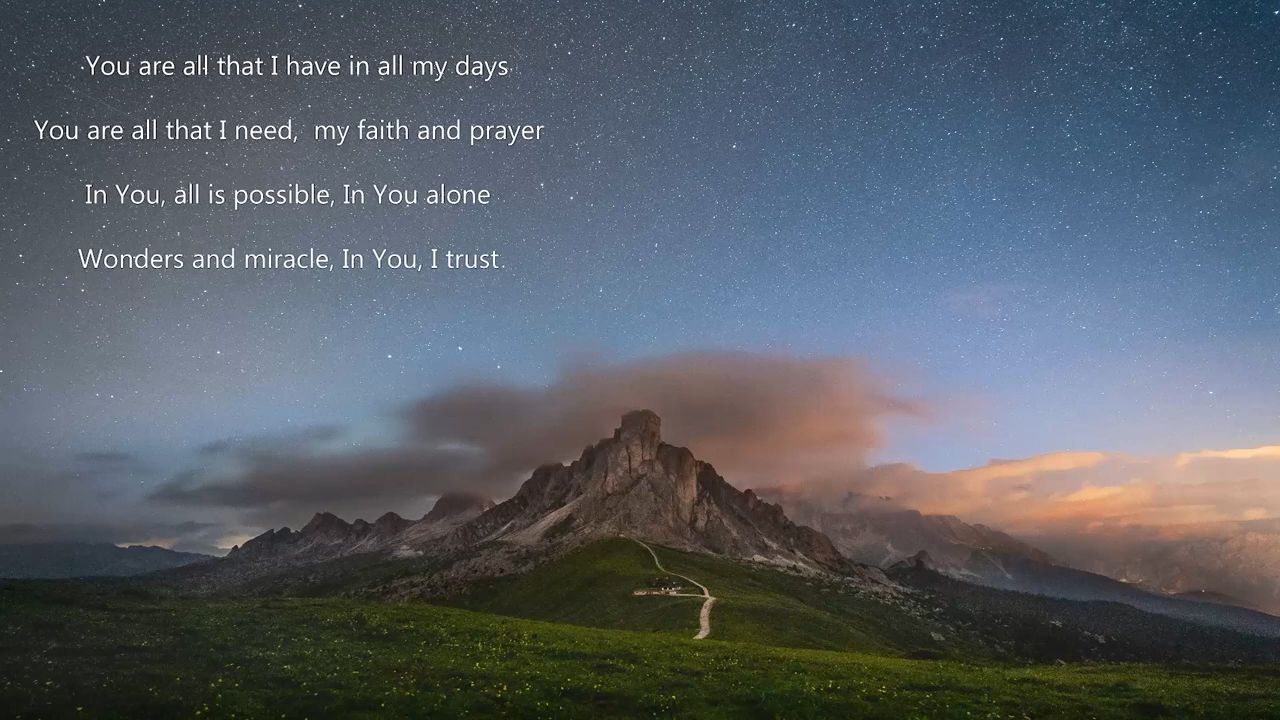 You are all that I have in all my days
You are all that I need,  my faith and prayer
In You, all is possible, In You alone
Wonders and miracle, In You, I trust